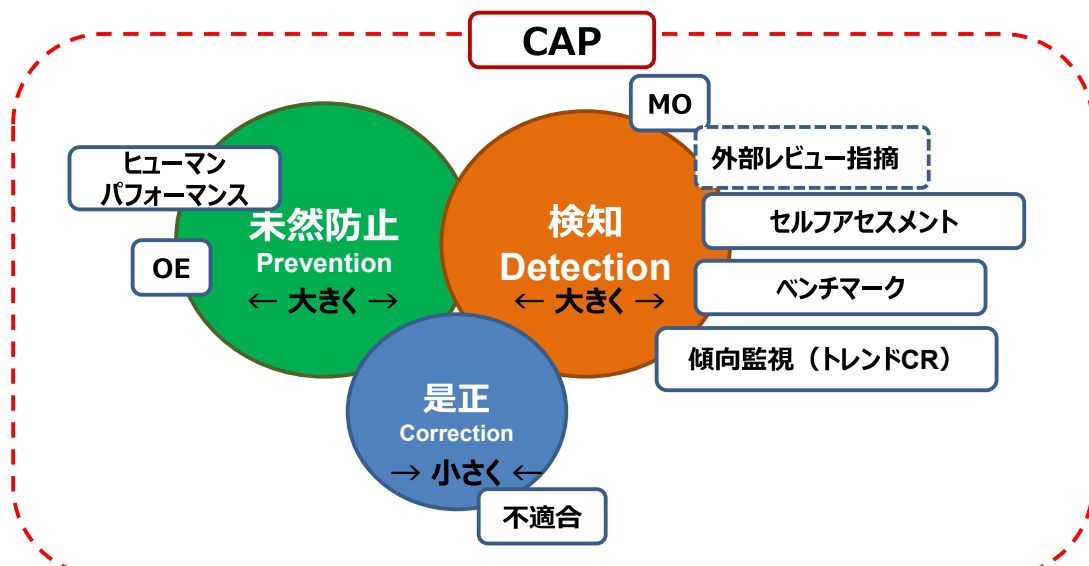 CAP
MO
外部レビュー指摘
ヒューマン
パフォーマンス
セルフアセスメント
未然防止
Prevention
← 大きく →
検知
Detection
← 大きく →
OE
ベンチマーク
傾向監視（トレンドCR）
是正
Correction
→ 小さく ←
不適合